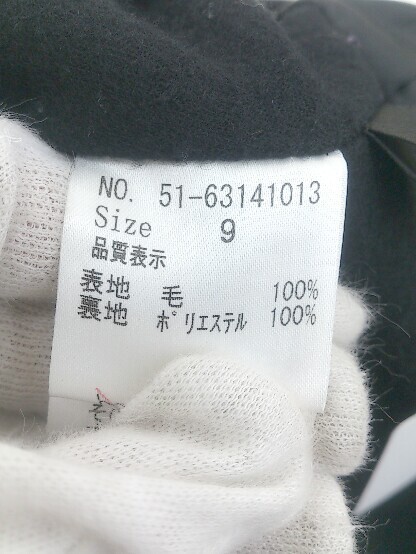 NO. 51-63141013
Size 9
品質表示
表地 毛 100%
裏地 ポリエステル 100%